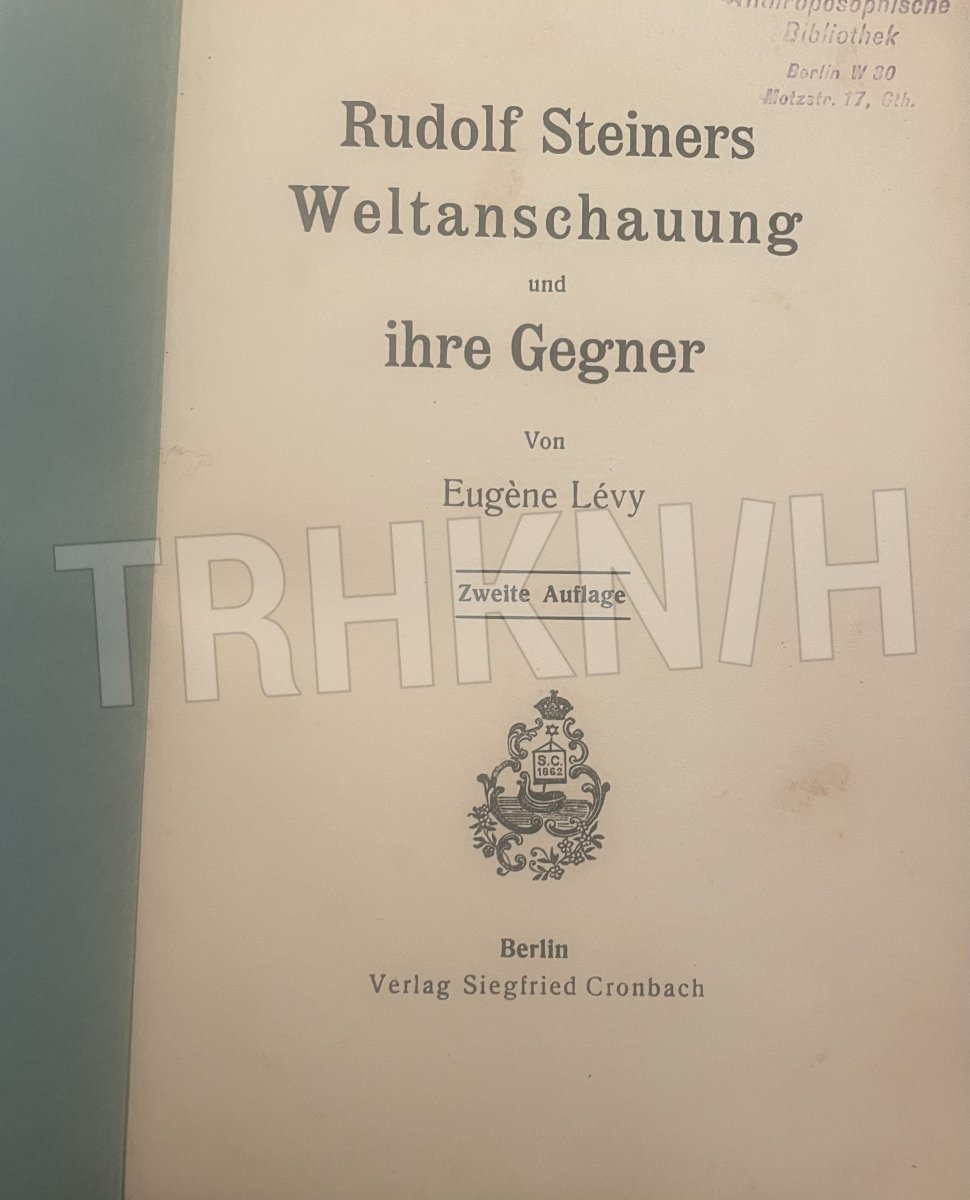 Anthroposophische
Bibliothek
Berlin W 30
Motzstr. 17, Gth.
Rudolf Steiners
Weltanschauung
und
ihre Gegner
Von
Eugène Lévy
Zweite Auflage
TRHKN/H
S.C.
1862
Berlin
Verlag Siegfried Cronbach